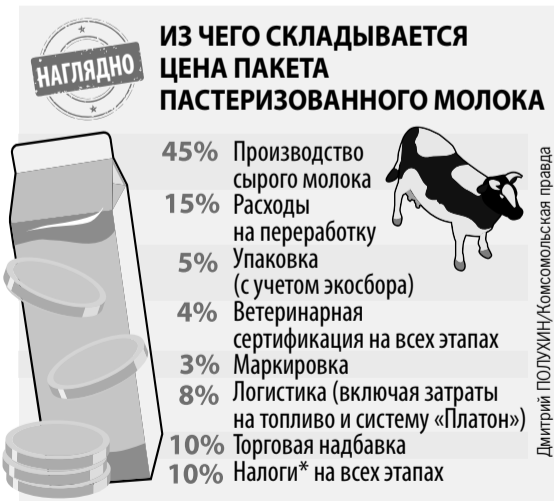 НАГЛЯДНО
ИЗ ЧЕГО СКЛАДЫВАЕТСЯ
ЦЕНА ПАКЕТА
ПАСТЕРИЗОВАННОГО МОЛОКА
45% Производство
сырого молока
15% Расходы
на переработку
5% Упаковка
(с учетом экосбора)
4% Ветеринарная
сертификация на всех этапах
3% Маркировка
8% Логистика (включая затраты
на топливо и систему «Платон»)
10% Торговая надбавка
10% Налоги* на всех этапах
Дмитрий ПОЛУХИН/Комсомольская правда